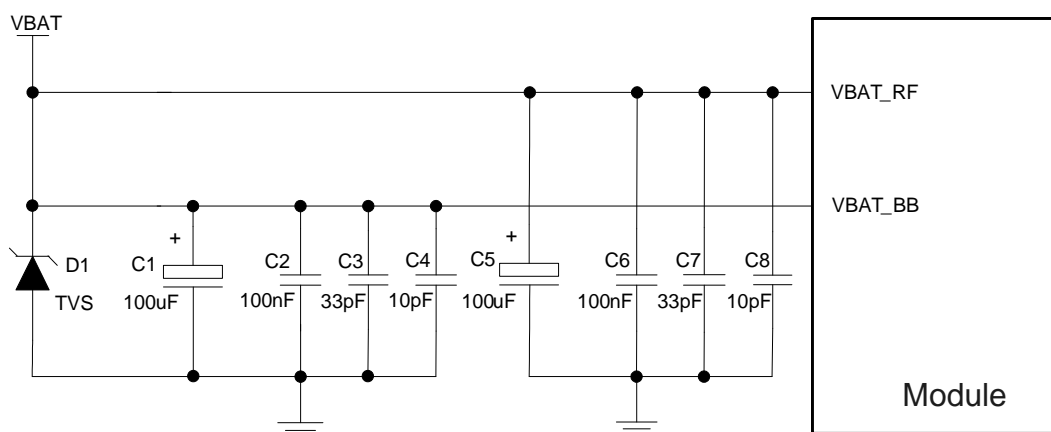 VBAT
VBAT_RF
VBAT_BB
+
+
D1
C1
C2
C3
C4
C5
C6
C7
C8
TVS
100uF
100nF
33pF
10pF
100uF
100nF
33pF
10pF
Module